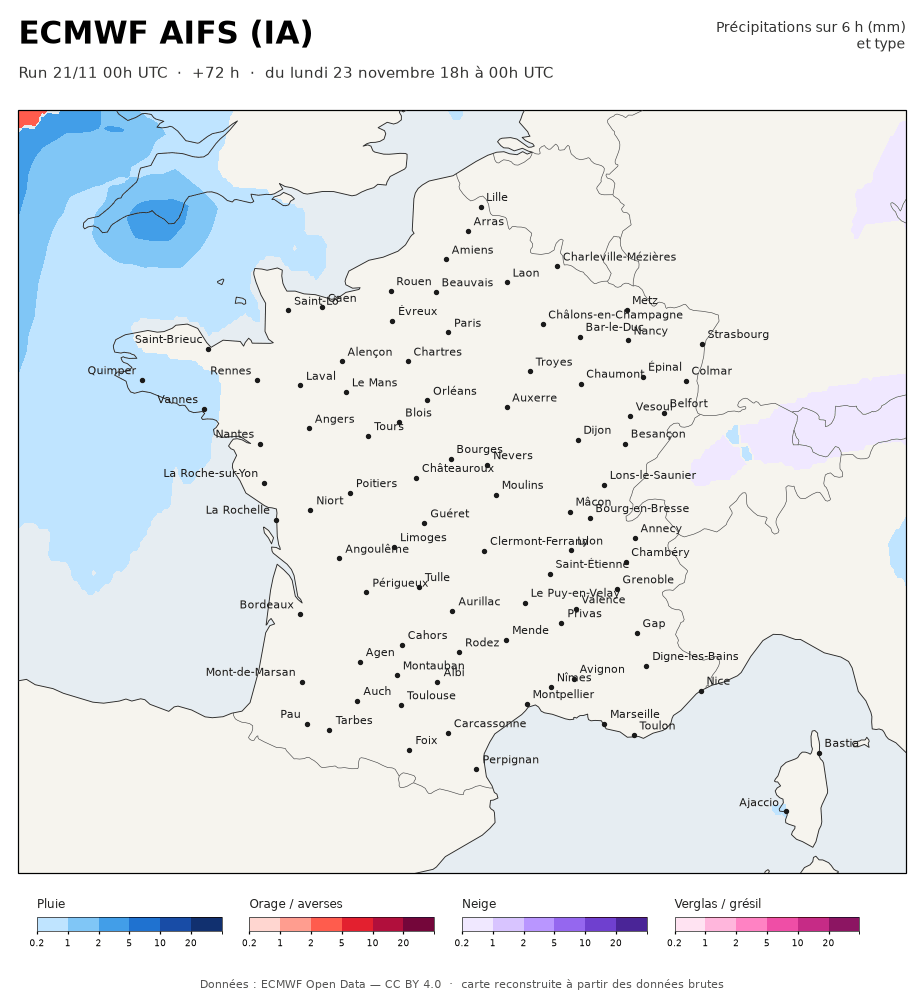 ECMWF AIFS (IA)
Précipitations sur 6 h (mm)
et type
Run 21/11 00h UTC · +72 h · du lundi 23 novembre 18h à 00h UTC
Lille
Arras
Amiens
Charleville-Mézières
Laon
Rouen
Beauvais
Saint-Lô
Caen
Metz
Évreux
Châlons-en-Champagne
Bar-le-Duc
Nancy
Strasbourg
Saint-Brieuc
Paris
Alençon
Chartres
Troyes
Quimper
Rennes
Laval
Le Mans
Chaumont
Épinal
Colmar
Vannes
Orléans
Auxerre
Vesoul
Belfort
Angers
Blois
Tours
Nantes
Dijon
Besançon
Bourges
Nevers
La Roche-sur-Yon
Châteauroux
Lons-le-Saunier
Poitiers
Moulins
Niort
La Rochelle
Guéret
Mâcon
Bourg-en-Bresse
Annecy
Limoges
Angoulême
Clermont-Ferrand
Lyon
Chambéry
Saint-Étienne
Grenoble
Périgueux
Tulle
Le Puy-en-Velay
Valence
Bordeaux
Aurillac
Privas
Gap
Cahors
Rodez
Mende
Agen
Digne-les-Bains
Mont-de-Marsan
Montauban
Albi
Avignon
Nîmes
Nice
Auch
Toulouse
Montpellier
Pau
Tarbes
Carcassonne
Marseille
Toulon
Foix
Perpignan
Bastia
Ajaccio
Pluie
Orage / averses
Neige
Verglas / grésil
0.2 1 2 5 10 20
0.2 1 2 5 10 20
0.2 1 2 5 10 20
0.2 1 2 5 10 20
Données : ECMWF Open Data — CC BY 4.0 · carte reconstruite à partir des données brutes